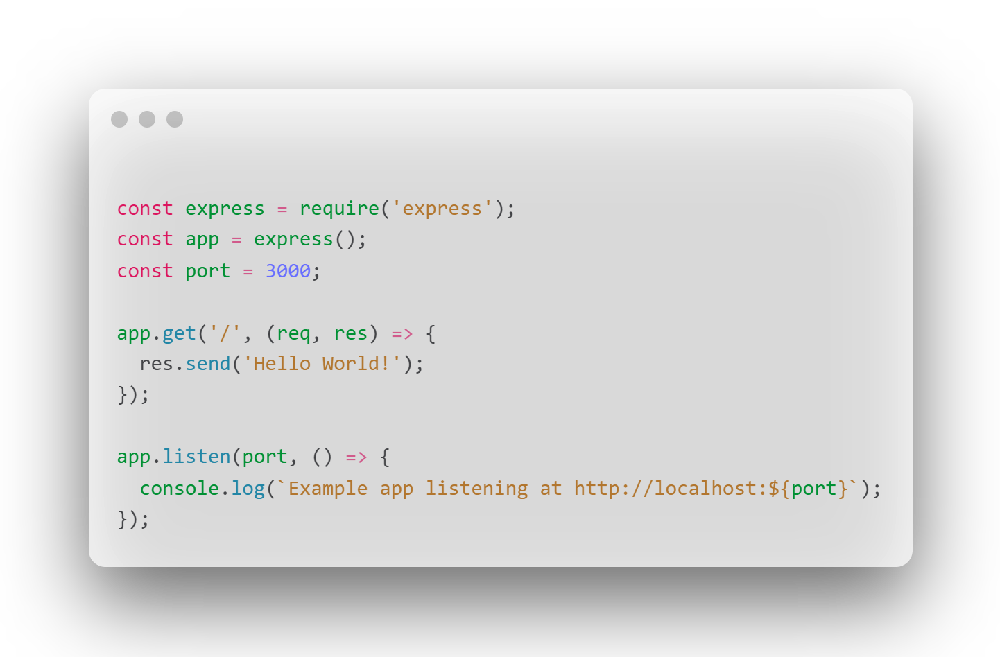 const express = require('express');
const app = express();
const port = 3000;

app.get('/', (req, res) => {
  res.send('Hello World!');
});

app.listen(port, () => {
  console.log(`Example app listening at http://localhost:${port}`);
});